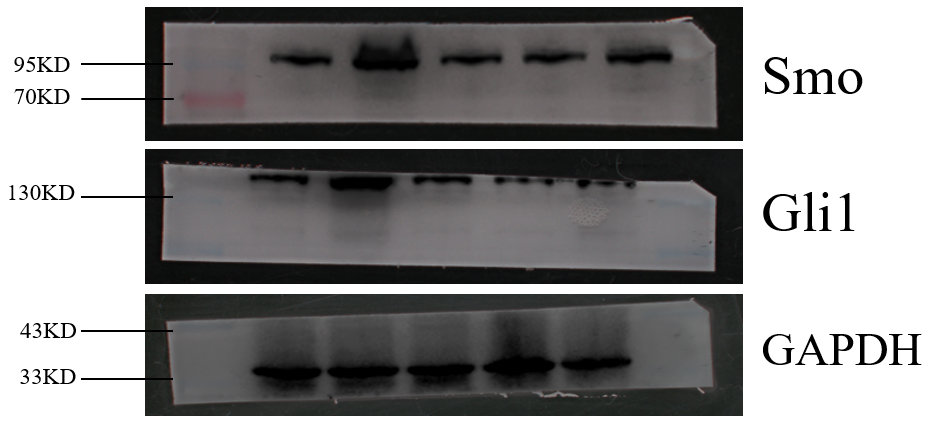 95KD
70KD
Smo
130KD
Gli1
43KD
33KD
GAPDH